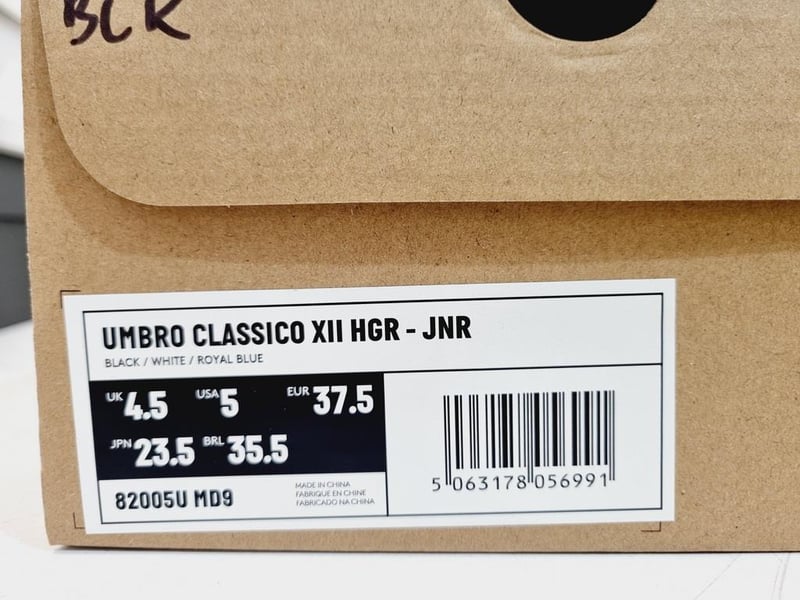 BCR
UMBRO CLASSICO XII HGR - JNR
BLACK / WHITE / ROYAL BLUE
UK 4.5 USA 5 EUR 37.5
JPN 23.5 BRL 35.5
82005U MD9
MADE IN CHINA
FABRIQUE EN CHINE
FABRICADO NA CHINA
5 063178 056991